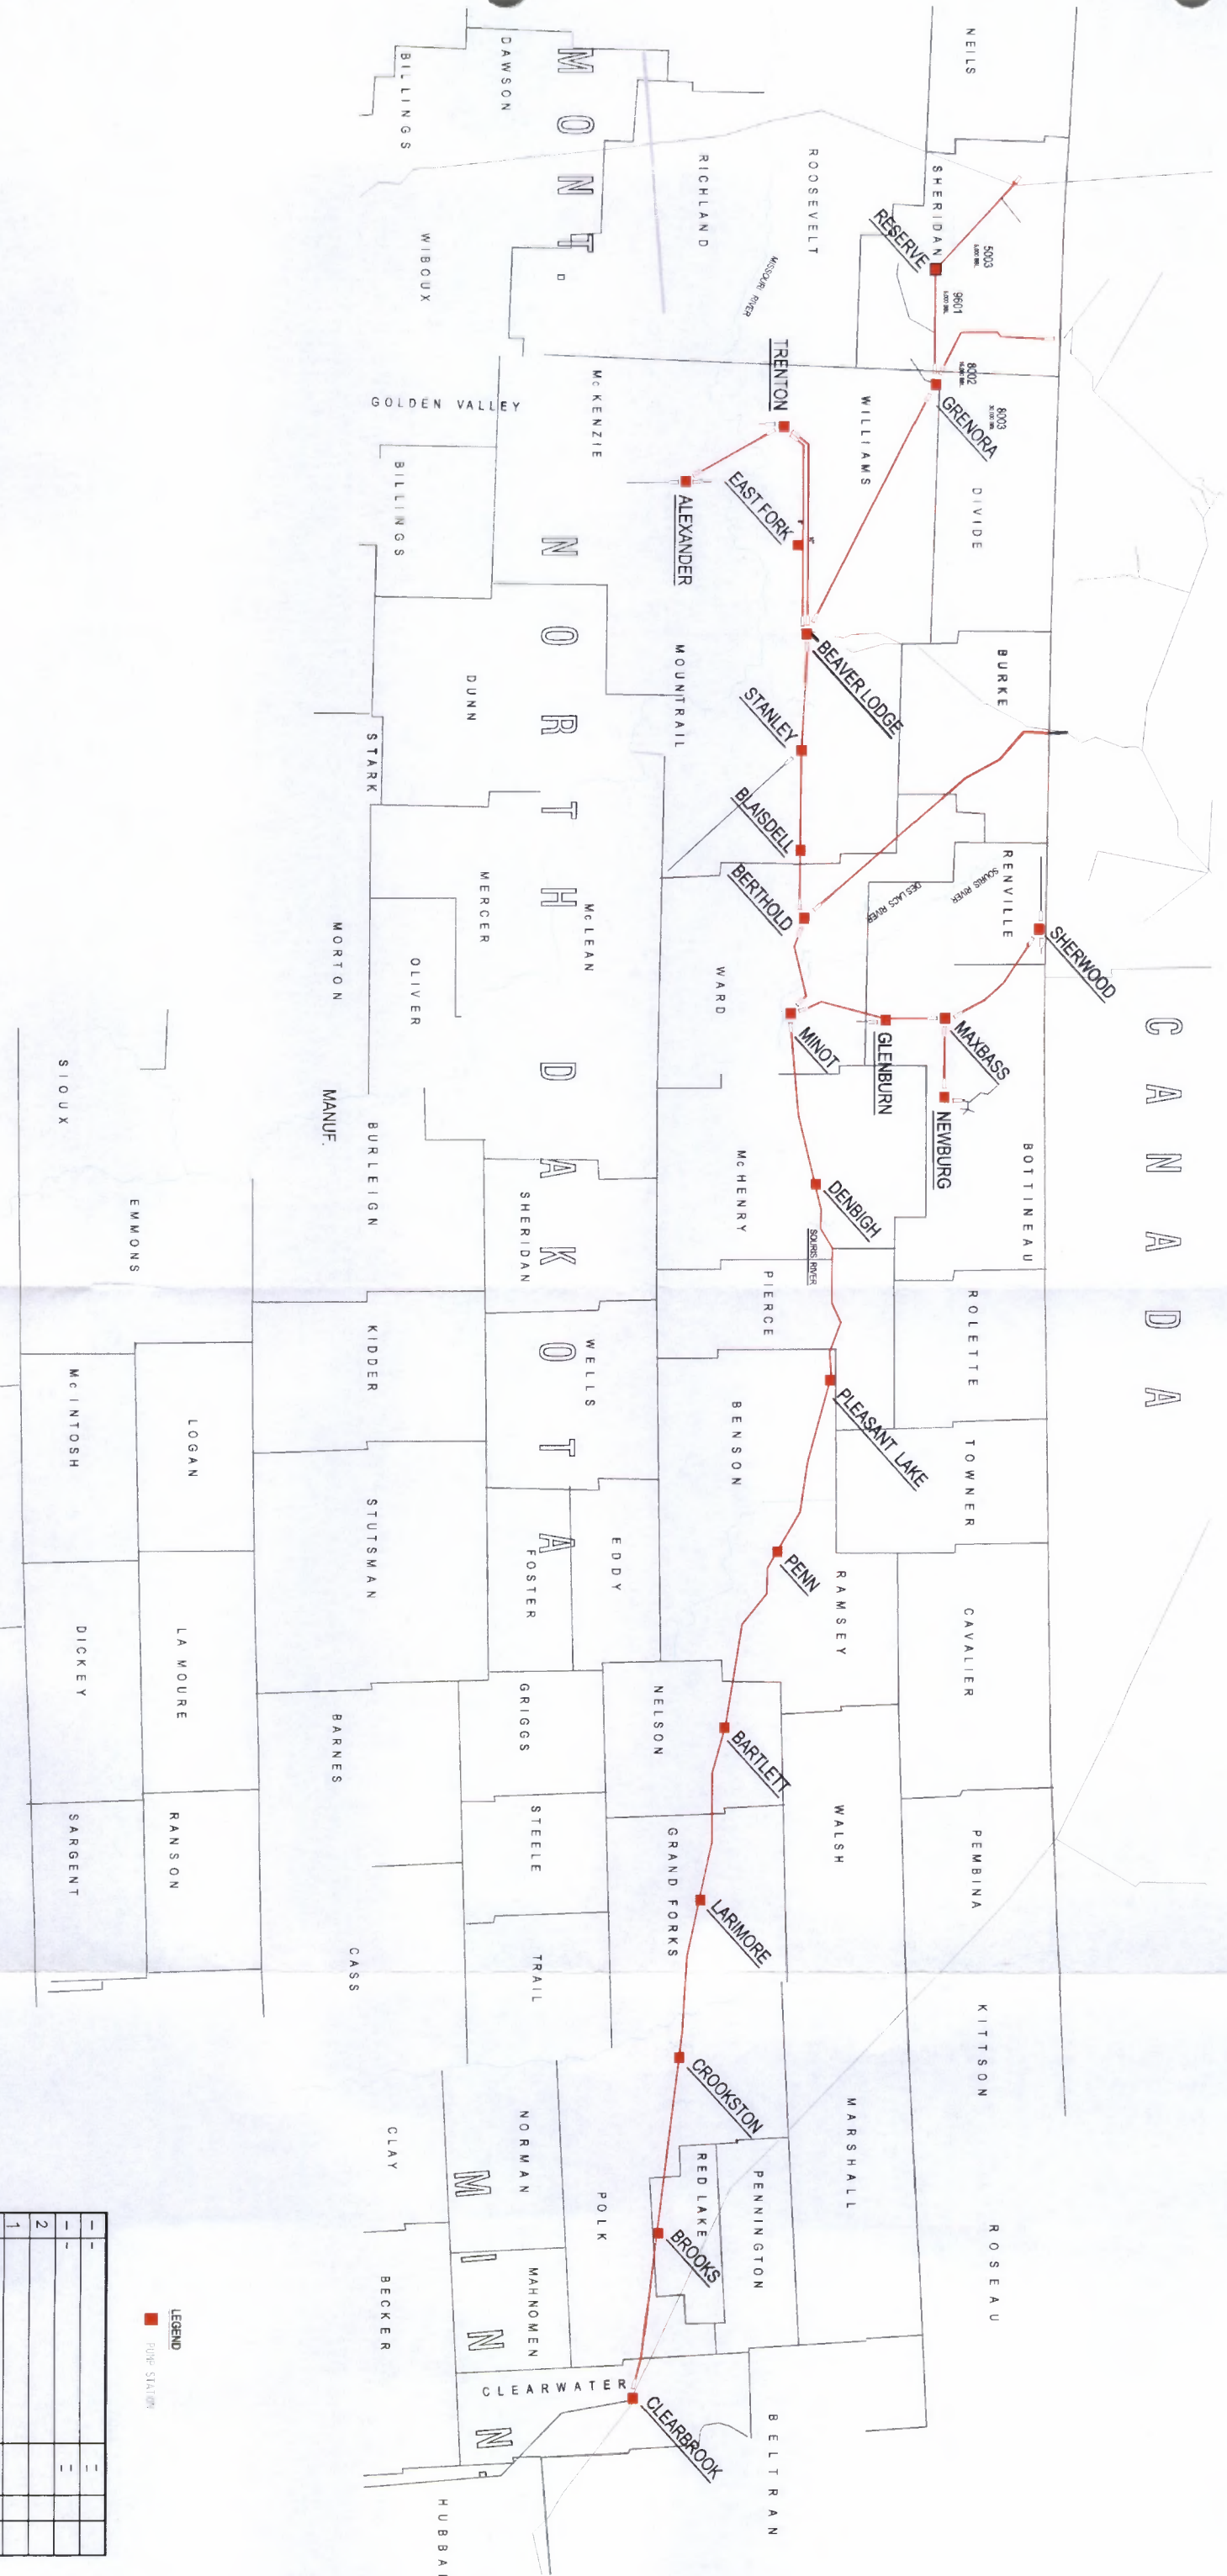 CANADA
MONT.
NORTH DAKOTA
MINN.
NEILS
SHERIDAN
DAWSON
BILLINGS
RICHLAND
ROOSEVELT
WIBOUX
MISSOURI RIVER
RESERVE
5003
9601
8002
8003
GRENORA
TRENTON
WILLIAMS
DIVIDE
McKENZIE
GOLDEN VALLEY
BILLINGS
ALEXANDER
EAST FORK
BEAVER LODGE
BURKE
MOUNTRAIL
STANLEY
DUNN
STARK
BLAISDELL
BERTHOLD
RENVILLE
SOURIS RIVER
DES LACS RIVER
SHERWOOD
MERCER
McLEAN
OLIVER
MORTON
WARD
MINOT
GLENBURN
MAXBASS
NEWBURG
BOTTINEAU
SIOUX
MANUF.
BURLEIGH
EMMONS
SHERIDAN
McHENRY
DENBIGH
SOURIS RIVER
PIERCE
ROLETTE
KIDDER
WELLS
McINTOSH
LOGAN
BENSON
PLEASANT LAKE
TOWNER
STUTSMAN
EDDY
FOSTER
PENN
RAMSEY
CAVALIER
DICKEY
LA MOURE
GRIGGS
NELSON
BARTLETT
BARNES
SARGENT
RANSON
STEELE
GRAND FORKS
WALSH
PEMBINA
LARIMORE
CASS
TRAIL
KITTSON
CROOKSTON
MARSHALL
CLAY
NORMAN
POLK
RED LAKE
PENNINGTON
BROOKS
ROSEAU
BECKER
MAHNOMEN
CLEARWATER
CLEARBROOK
BELTRAN
HUBBA
LEGEND
PUMP STATION
2
1